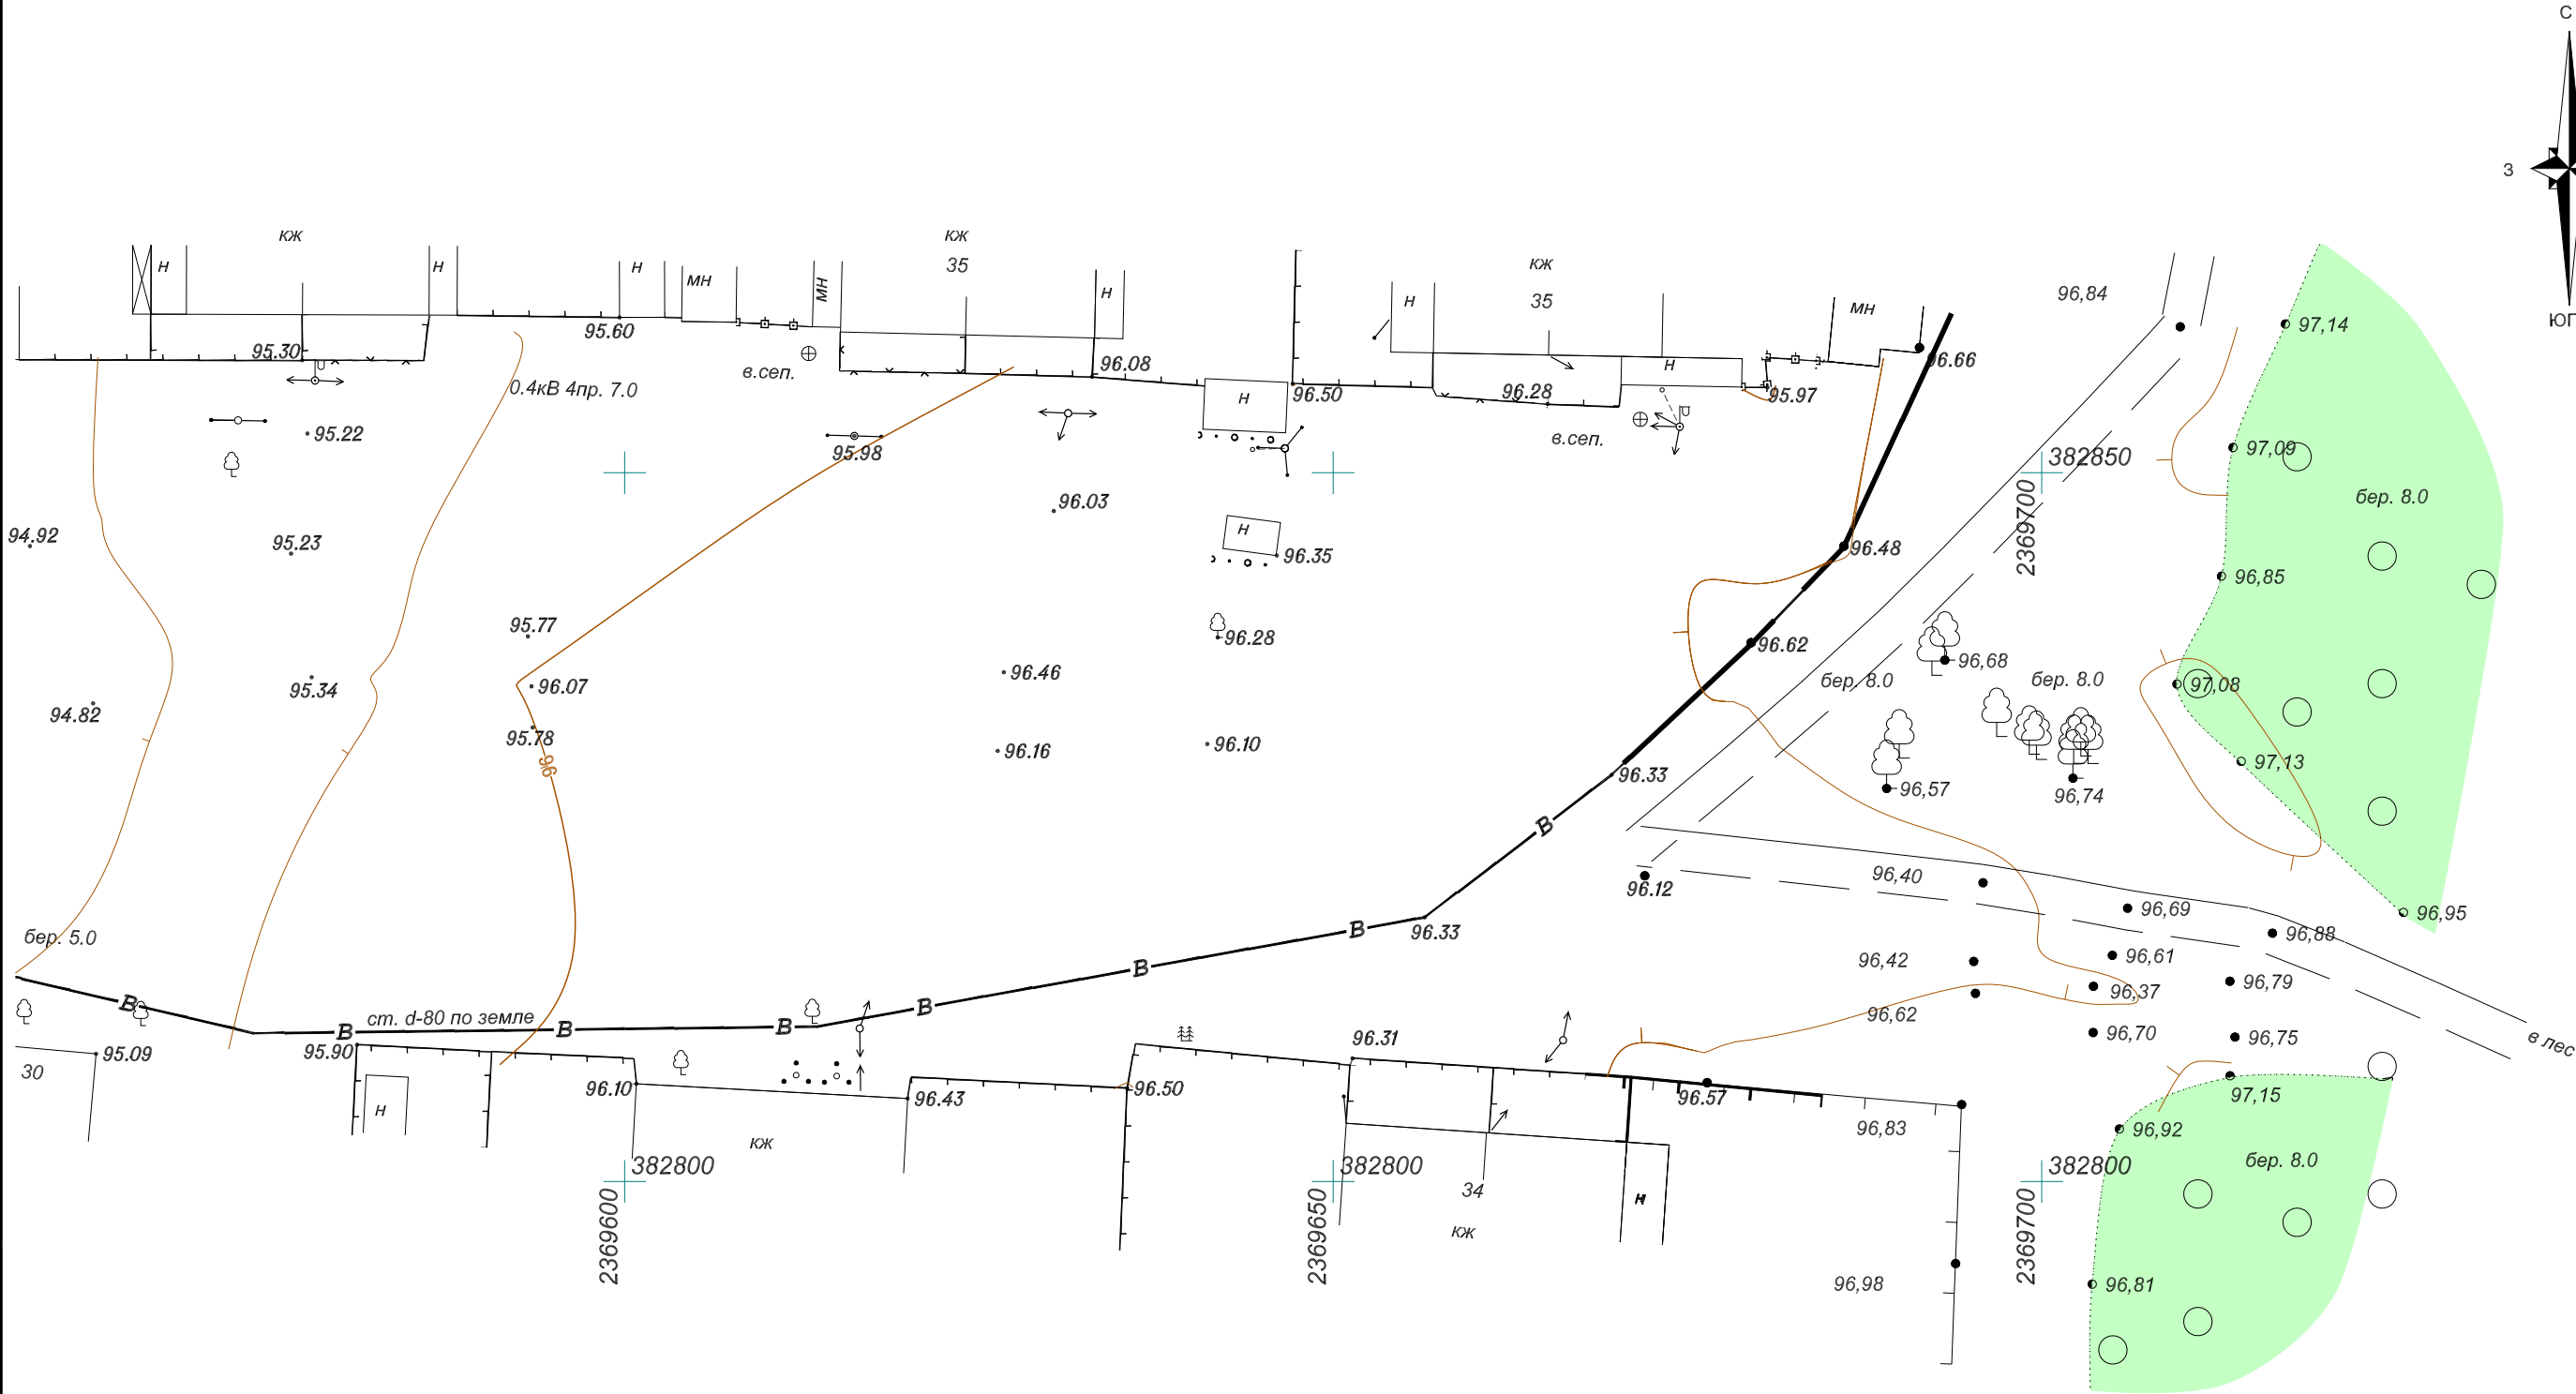 С
З
ЮГ
кж
кж
35
кж
35
н
н
н
мн
мн
н
н
н
мн
96,84
97,14
95.30
95.60
96.08
96.50
96.28
95.97
96.66
0.4кВ 4пр. 7.0
в.сеп.
н
95.22
95.98
в.сеп.
382850
97,09
бер. 8.0
2369700
96.03
94.92
95.23
н
96.35
96.48
96,85
95.77
96.28
96.62
96.46
96,68
95.34
96.07
бер. 8.0
бер. 8.0
97,08
94.82
95.78
96
96.16
96.10
96.33
97,13
96,57
96,74
В
96.12
96,40
96,69
96,95
бер. 5.0
В
96.33
96,88
В
96,42
96,61
96,79
В
В
96,37
96,62
ст. d-80 по земле
В
В
В
96,70
96,75
в лес
95.09
95.90
96.31
30
96.10
96.43
96.50
96.57
97,15
н
кж
96,83
96,92
382800
382800
382800
бер. 8.0
2369600
2369650
2369700
34
н
кж
96,98
96,81